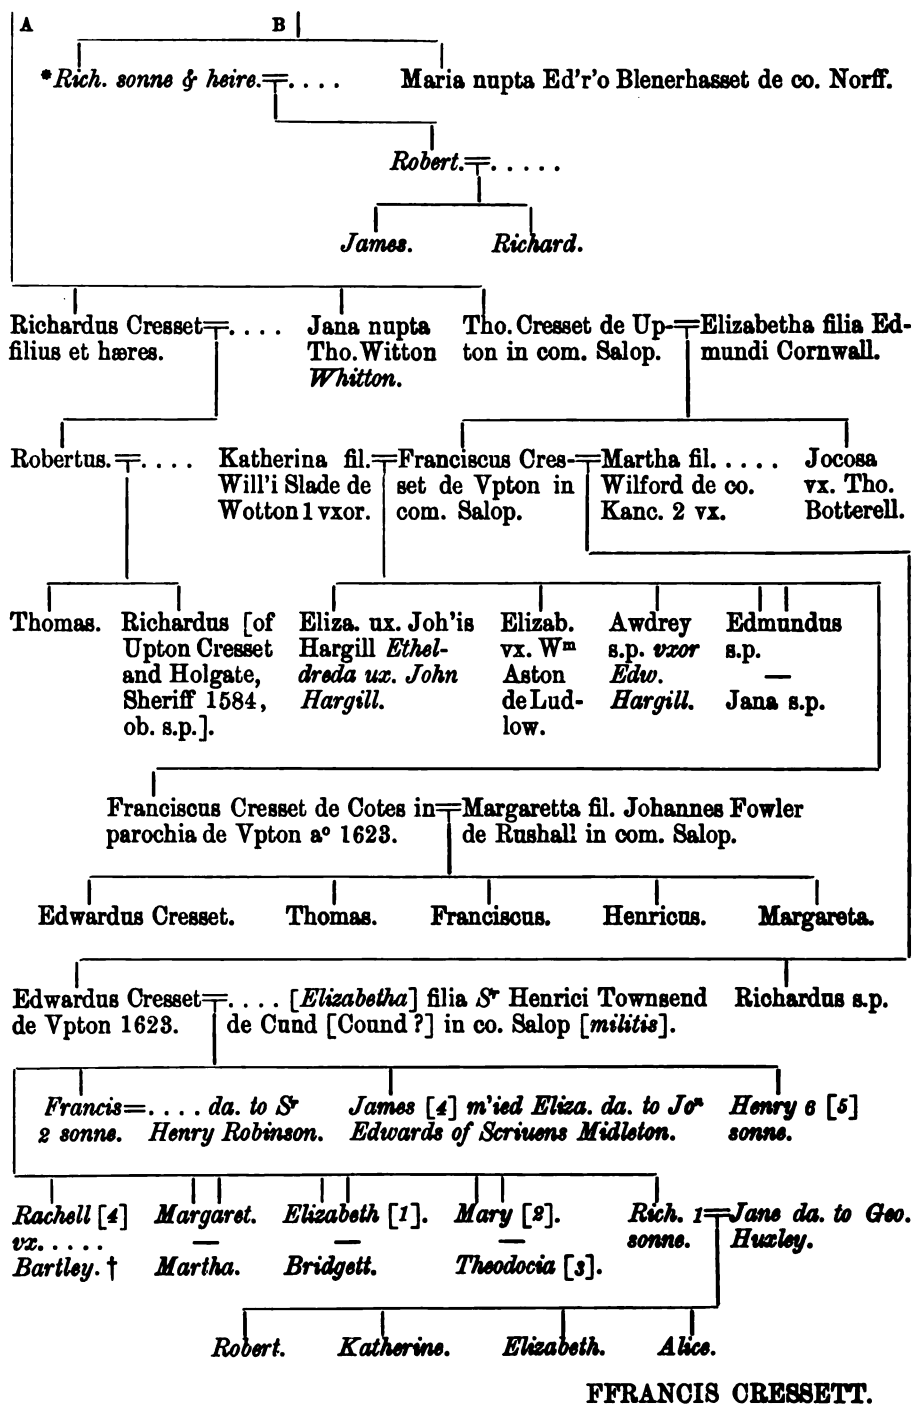 A B
*Rich. sonne & heire. . . . . Maria nupta Ed'r'o Blenerhasset de co. Norff.
Robert. . . . . .
James. Richard.
Richardus Cresset . . . .
filius et hæres.
Jana nupta
Tho. Witton
Whitton.
Tho. Cresset de Up-
ton in com. Salop.
Elizabetha filia Ed-
mundi Cornwall.
Robertus. . . . .
Katherina fil.
Will'i Slade de
Wotton 1 vxor.
Franciscus Cres-
set de Vpton in
com. Salop.
Martha fil. . . . .
Wilford de co.
Kanc. 2 vx.
Jocosa
vx. Tho.
Botterell.
Thomas.
Richardus [of
Upton Cresset
and Holgate,
Sheriff 1584,
ob. s.p.].
Eliza. ux. Joh'is
Hargill Ethel-
dreda ux. John
Hargill.
Elizab.
vx. Wm
Aston
de Lud-
low.
Awdrey
s.p. vxor
Edw.
Hargill.
Edmundus
s.p.
—
Jana s.p.
Franciscus Cresset de Cotes in
parochia de Vpton ao 1623.
Margaretta fil. Johannes Fowler
de Rushall in com. Salop.
Edwardus Cresset. Thomas. Franciscus. Henricus. Margareta.
Edwardus Cresset
de Vpton 1623.
. . . . [Elizabetha] filia Sr Henrici Townsend
de Cund [Cound ?] in co. Salop [militis].
Richardus s.p.
Francis=. . . . da. to Sr
2 sonne. Henry Robinson.
James [4] m'ied Eliza. da. to Jon
Edwards of Scriuens Midleton.
Henry 6 [5]
sonne.
Rachell [4]
vx. . . . .
Bartley. †
Margaret.
—
Martha.
Elizabeth [1].
—
Bridgett.
Mary [2].
—
Theodocia [3].
Rich. 1
sonne.
Jane da. to Geo.
Huxley.
Robert. Katherine. Elizabeth. Alice.
FFRANCIS CRESSETT.